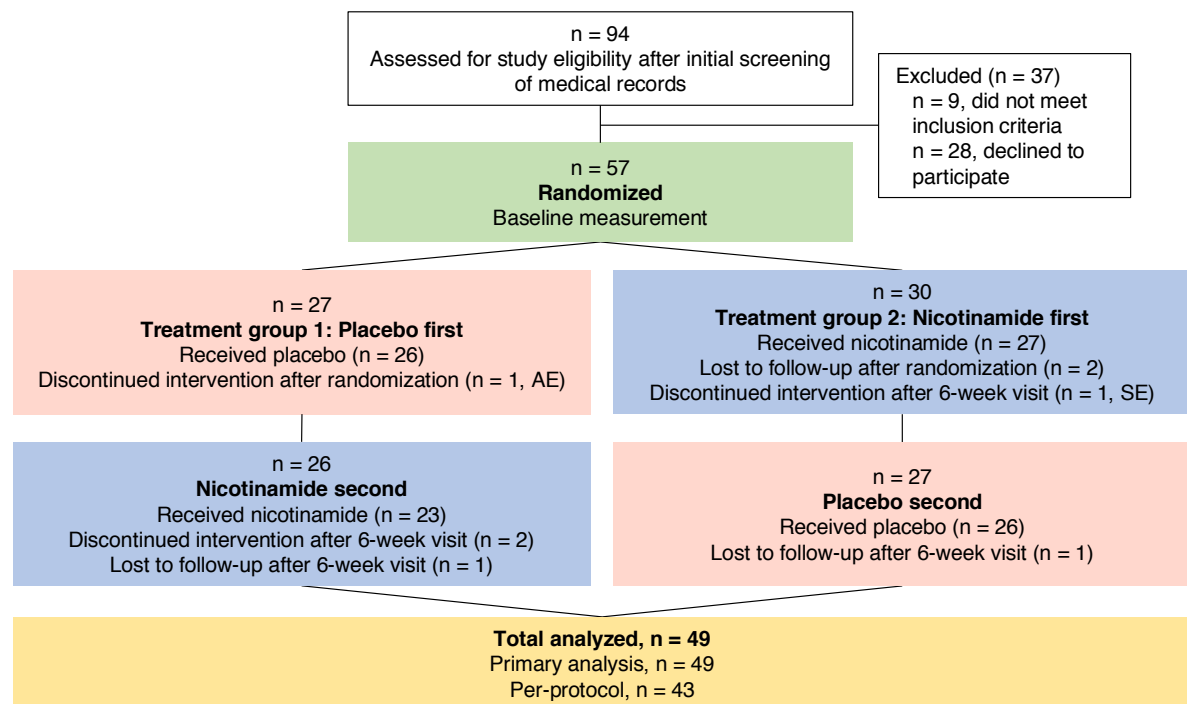 n = 94
Assessed for study eligibility after initial screening
of medical records
Excluded (n = 37)
n = 9, did not meet
inclusion criteria
n = 28, declined to
participate
n = 57
Randomized
Baseline measurement
n = 27
Treatment group 1: Placebo first
Received placebo (n = 26)
Discontinued intervention after randomization (n = 1, AE)
n = 30
Treatment group 2: Nicotinamide first
Received nicotinamide (n = 27)
Lost to follow-up after randomization (n = 2)
Discontinued intervention after 6-week visit (n = 1, SE)
n = 26
Nicotinamide second
Received nicotinamide (n = 23)
Discontinued intervention after 6-week visit (n = 2)
Lost to follow-up after 6-week visit (n = 1)
n = 27
Placebo second
Received placebo (n = 26)
Lost to follow-up after 6-week visit (n = 1)
Total analyzed, n = 49
Primary analysis, n = 49
Per-protocol, n = 43